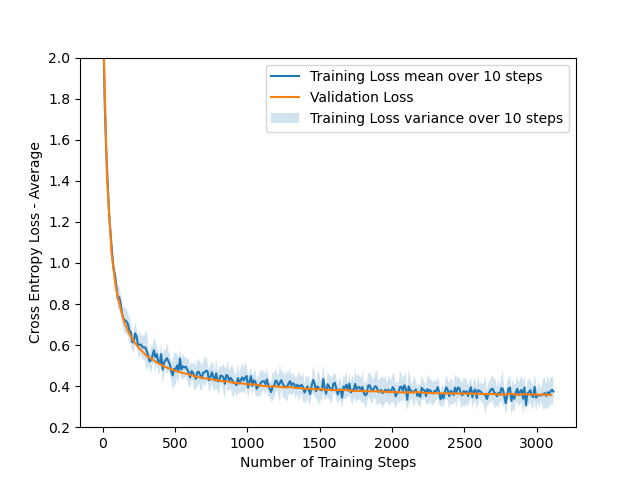 2.0
1.8
1.6
1.4
1.2
1.0
0.8
0.6
0.4
0.2
Cross Entropy Loss - Average
Training Loss mean over 10 steps
Validation Loss
Training Loss variance over 10 steps
0 500 1000 1500 2000 2500 3000
Number of Training Steps